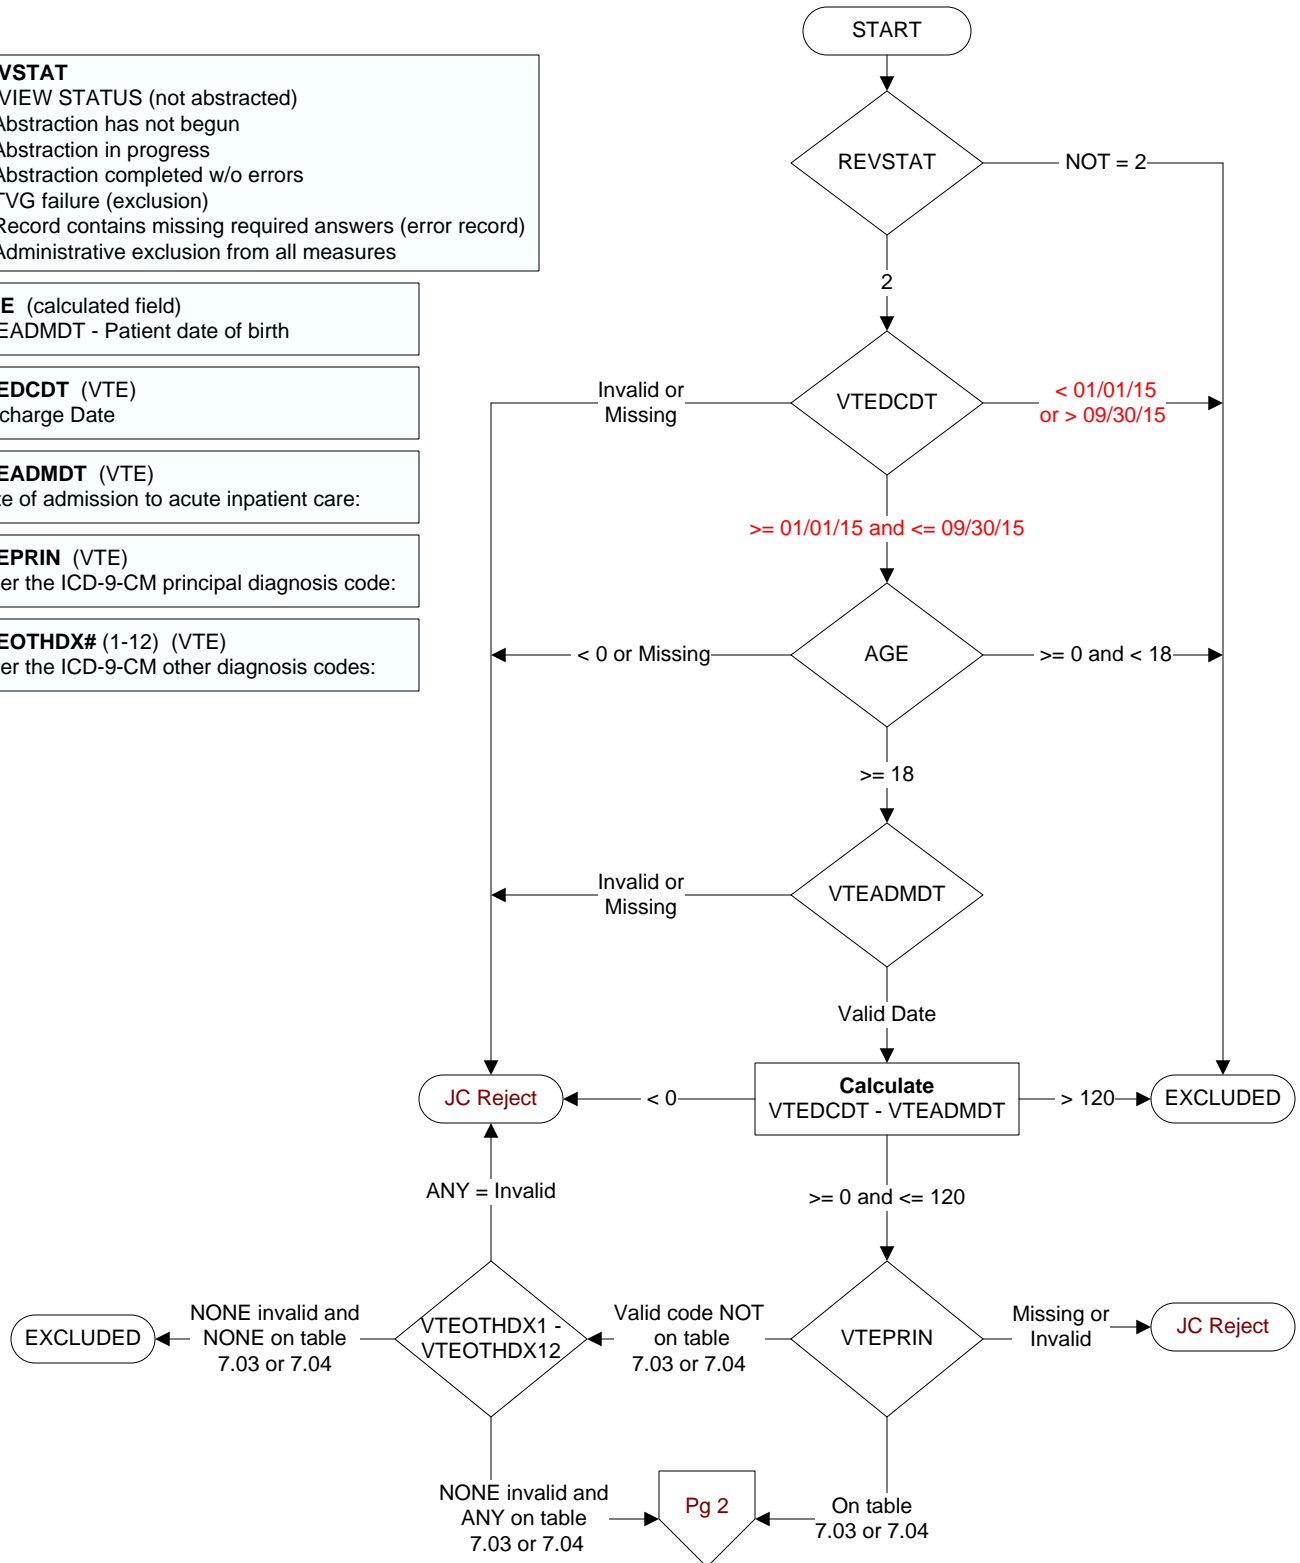 START
VSTAT
VIEW STATUS (not abstracted)
Abstraction has not begun
Abstraction in progress
Abstraction completed w/o errors
TVG failure (exclusion)
Record contains missing required answers (error record)
Administrative exclusion from all measures
REVSTAT
NOT = 2
2
E (calculated field)
EADMDT - Patient date of birth
EDCDT (VTE)
charge Date
Invalid or
Missing
VTEDCDT
< 01/01/15
or > 09/30/15
EADMDT (VTE)
te of admission to acute inpatient care:
>= 01/01/15 and <= 09/30/15
EPRIN (VTE)
ter the ICD-9-CM principal diagnosis code:
EOTHDX# (1-12) (VTE)
ter the ICD-9-CM other diagnosis codes:
< 0 or Missing
AGE
>= 0 and < 18
>= 18
Invalid or
Missing
VTEADMDT
Valid Date
JC Reject
< 0
Calculate
VTEDCDT - VTEADMDT
> 120
EXCLUDED
ANY = Invalid
>= 0 and <= 120
EXCLUDED
NONE invalid and
NONE on table
7.03 or 7.04
VTEOTHDX1 -
VTEOTHDX12
Valid code NOT
on table
7.03 or 7.04
VTEPRIN
Missing or
Invalid
JC Reject
NONE invalid and
ANY on table
7.03 or 7.04
Pg 2
On table
7.03 or 7.04